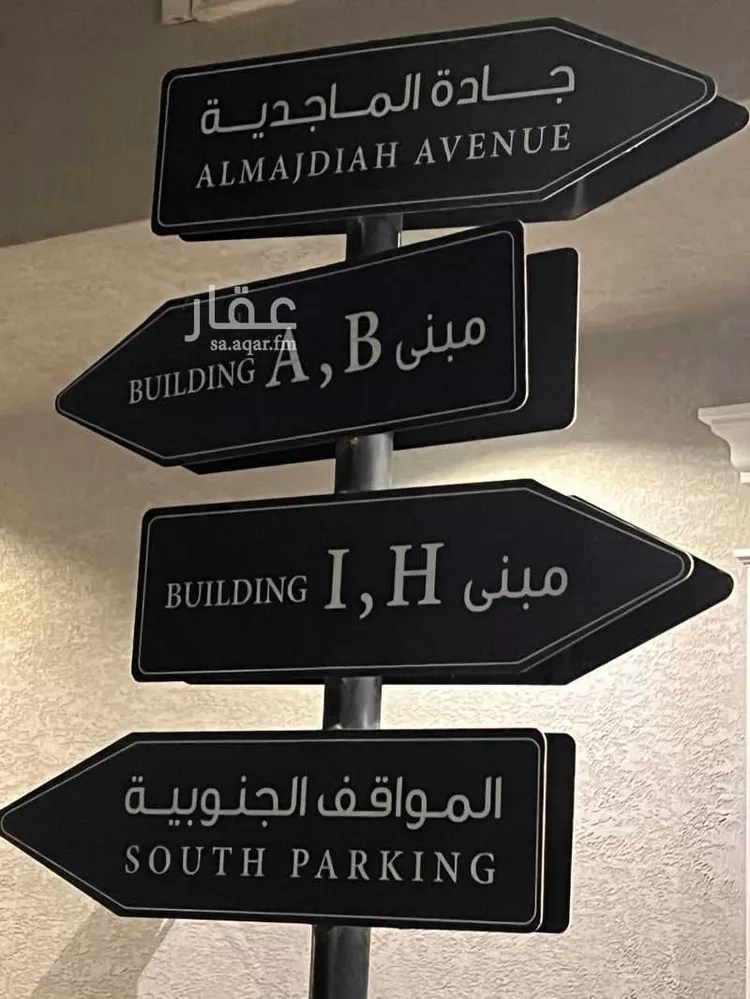 جادة الماجدية
ALMAJDIAH AVENUE
عقار
sa.aqar.fm
BUILDING A , B مبنى
BUILDING I , H مبنى
المواقف الجنوبية
SOUTH PARKING